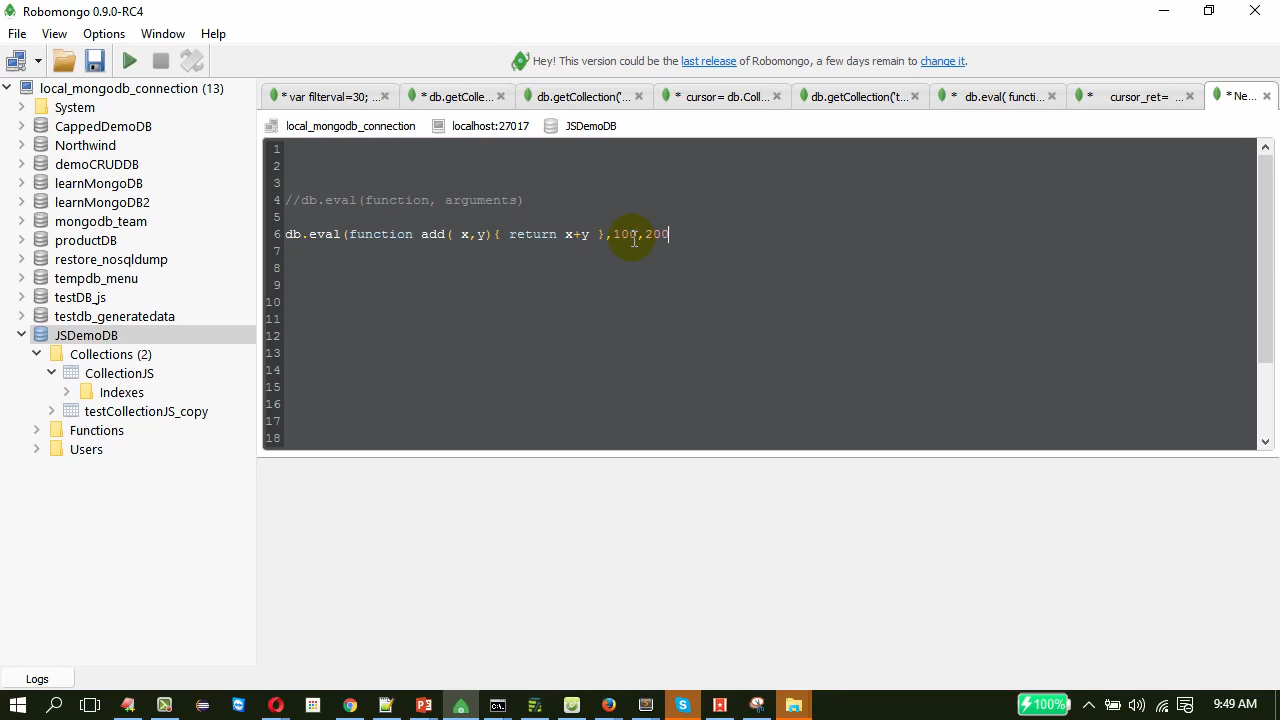 Robomongo 0.9.0-RC4
File View Options Window Help
Hey! This version could be the last release of Robomongo, a few days remain to change it.
local_mongodb_connection (13)
System
CappedDemoDB
Northwind
demoCRUDDB
learnMongoDB
learnMongoDB2
mongodb_team
productDB
restore_nosqldump
tempdb_menu
testDB_js
testdb_generatedata
JSDemoDB
Collections (2)
CollectionJS
Indexes
testCollectionJS_copy
Functions
Users
Logs
* var filterval=30; ... * db.getColle... db.getCollection('... * cursor= db.Coll... db.getCollection('t... * db.eval( functi... * cursor_ret= ... * Ne...
local_mongodb_connection localhost:27017 JSDemoDB
1
2
3
4 //db.eval(function, arguments)
5
6 db.eval(function add( x,y){ return x+y },100,200
7
8
9
10
11
12
13
14
15
16
17
18
100% 9:49 AM